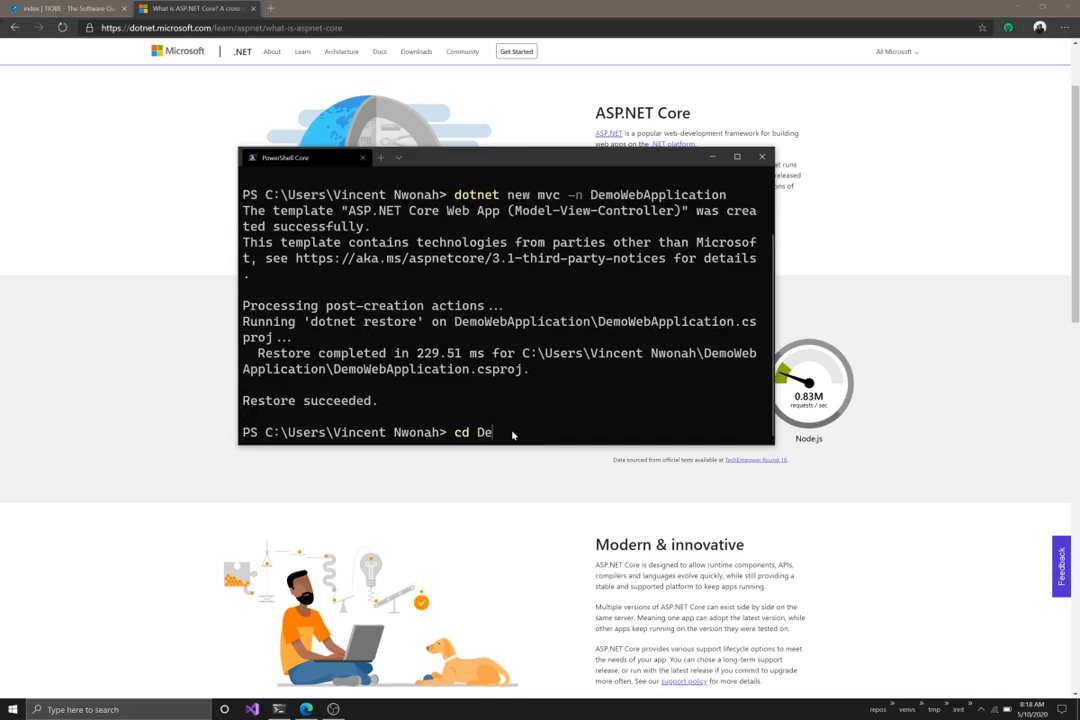 index | TIOBE - The Software Qu
What is ASP.NET Core? A cross-p
https://dotnet.microsoft.com/learn/aspnet/what-is-aspnet-core
Microsoft
.NET
About
Learn
Architecture
Docs
Downloads
Community
Get Started
All Microsoft
ASP.NET Core
ASP.NET is a popular web-development framework for building
web apps on the .NET platform.
at runs
released
ons of
PowerShell Core
PS C:\Users\Vincent Nwonah> dotnet new mvc -n DemoWebApplication
The template "ASP.NET Core Web App (Model-View-Controller)" was crea
ted successfully.
This template contains technologies from parties other than Microsof
t, see https://aka.ms/aspnetcore/3.1-third-party-notices for details
.
Processing post-creation actions...
Running 'dotnet restore' on DemoWebApplication\DemoWebApplication.cs
proj...
Restore completed in 229.51 ms for C:\Users\Vincent Nwonah\DemoWeb
Application\DemoWebApplication.csproj.
Restore succeeded.
PS C:\Users\Vincent Nwonah> cd De
0.83M
requests / sec
Node.js
Data sourced from official tests available at TechEmpower Round 16.
Modern & innovative
ASP.NET Core is designed to allow runtime components, APIs,
compilers and languages evolve quickly, while still providing a
stable and supported platform to keep apps running.
Multiple versions of ASP.NET Core can exist side by side on the
same server. Meaning one app can adopt the latest version, while
other apps keep running on the version they were tested on.
ASP.NET Core provides various support lifecycle options to meet
the needs of your app. You can chose a long-term support
release, or run with the latest release if you commit to upgrade
more often. See our support policy for more details.
Feedback
Type here to search
repos
venvs
tmp
innt
8:18 AM
5/10/2020